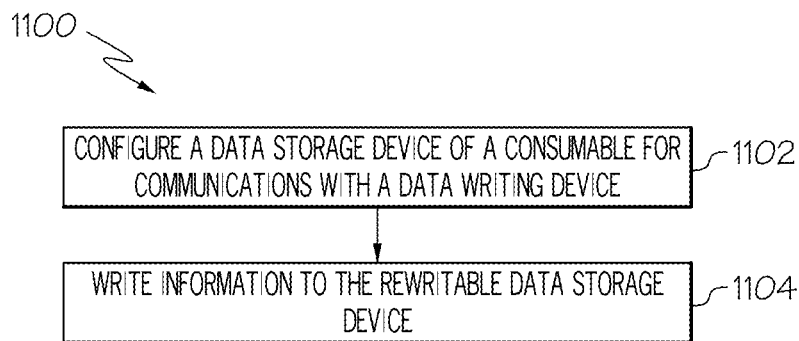 1100
CONFIGURE A DATA STORAGE DEVICE OF A CONSUMABLE FOR
COMMUNICATIONS WITH A DATA WRITING DEVICE
1102
WRITE INFORMATION TO THE REWRITABLE DATA STORAGE
DEVICE
1104